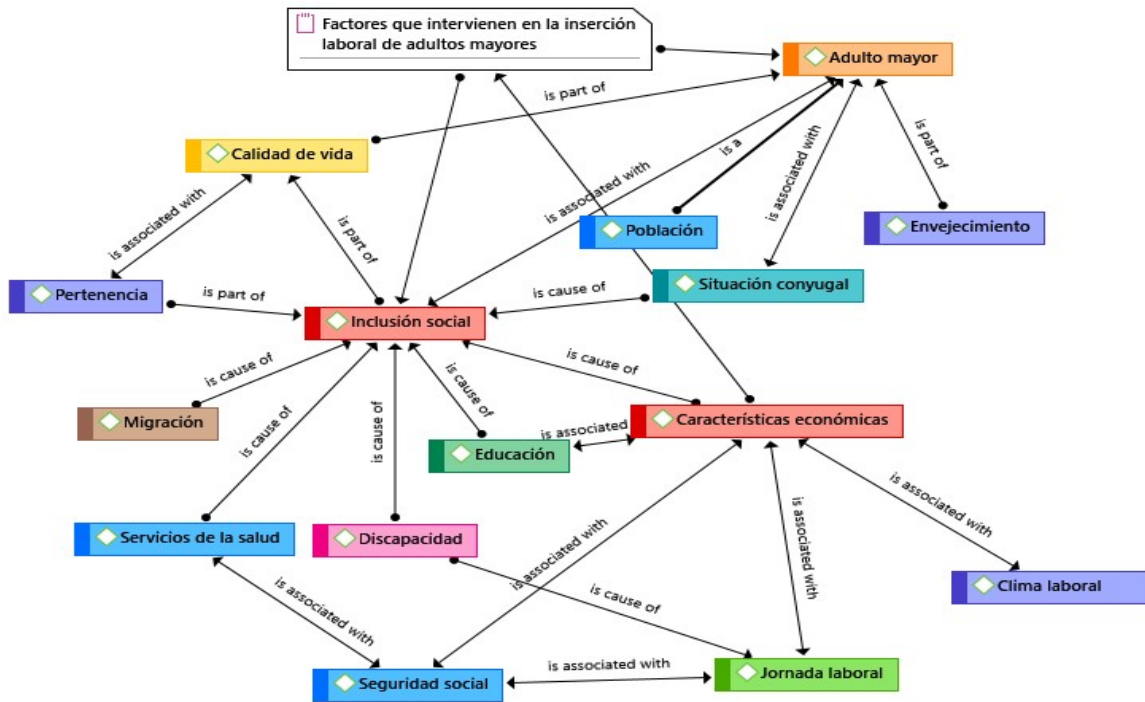 Factores que intervienen en la inserción
laboral de adultos mayores
Adulto mayor
is part of
Calidad de vida
is a
is part of
is associated with
is associated with
is associated with
Población
Envejecimiento
is part of
Pertenencia
is part of
is cause of
Situación conyugal
Inclusión social
is cause of
is cause of
is cause of
Migración
is cause of
is cause of
Educación
is associated
Características económicas
is associated with
is associated with
is associated with
Servicios de la salud
Discapacidad
Clima laboral
is associated with
is cause of
Seguridad social
is associated with
Jornada laboral